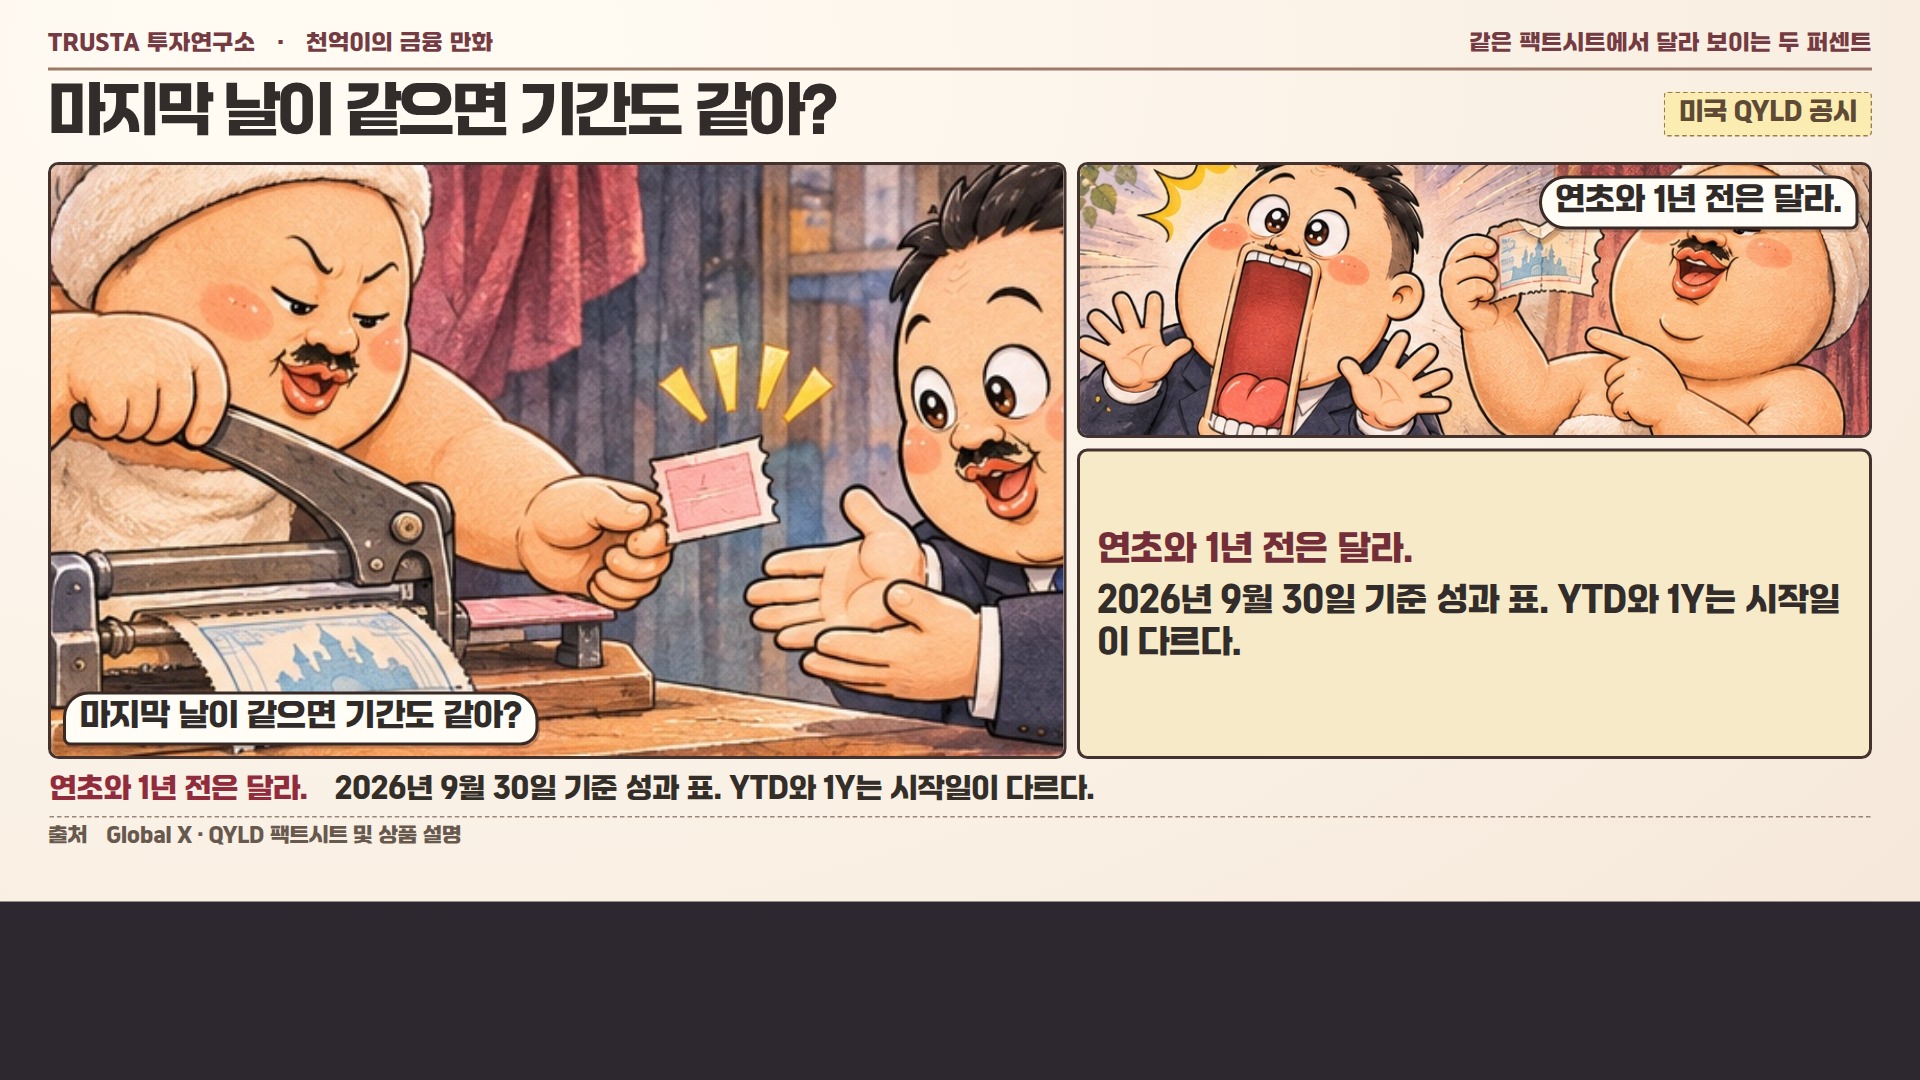 TRUSTA 투자연구소 · 천억이의 금융 만화
같은 팩트시트에서 달라 보이는 두 퍼센트
마지막 날이 같으면 기간도 같아?
미국 QYLD 공시
마지막 날이 같으면 기간도 같아?
연초와 1년 전은 달라.
연초와 1년 전은 달라.
2026년 9월 30일 기준 성과 표. YTD와 1Y는 시작일
이 다르다.
연초와 1년 전은 달라. 2026년 9월 30일 기준 성과 표. YTD와 1Y는 시작일이 다르다.
출처 Global X · QYLD 팩트시트 및 상품 설명